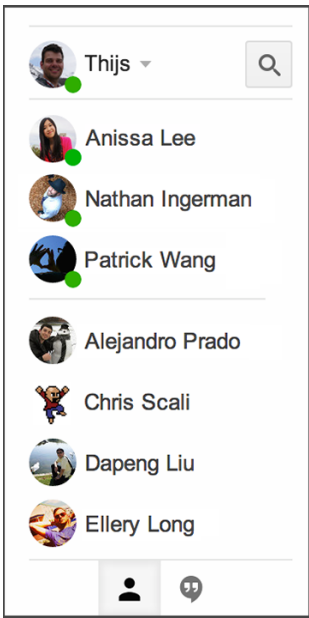 Thijs
Anissa Lee
Nathan Ingerman
Patrick Wang
Alejandro Prado
Chris Scali
Dapeng Liu
Ellery Long